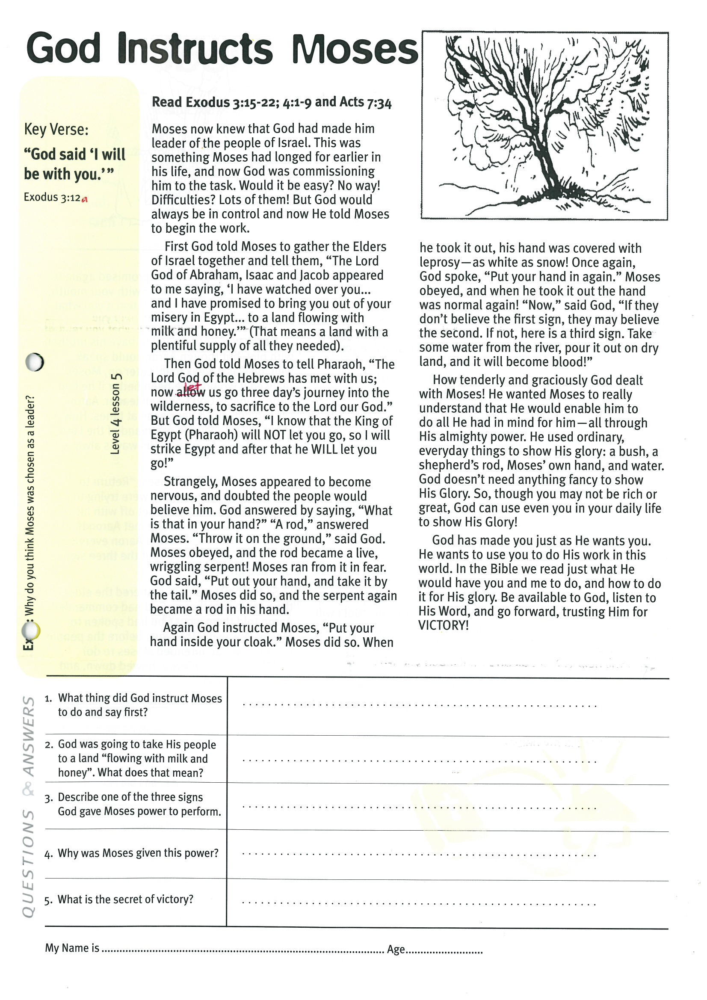 God Instructs Moses
Read Exodus 3:15-22; 4:1-9 and Acts 7:34
Key Verse:
“God said ‘I will
be with you.’”
Exodus 3:12a
Moses now knew that God had made him
leader of the people of Israel. This was
something Moses had longed for earlier in
his life, and now God was commissioning
him to the task. Would it be easy? No way!
Difficulties? Lots of them! But God would
always be in control and now He told Moses
to begin the work.
First God told Moses to gather the Elders
of Israel together and tell them, “The Lord
God of Abraham, Isaac and Jacob appeared
to me saying, ‘I have watched over you...
and I have promised to bring you out of your
misery in Egypt... to a land flowing with
milk and honey.’” (That means a land with a
plentiful supply of all they needed).
Then God told Moses to tell Pharaoh, “The
Lord God of the Hebrews has met with us;
let
now allow us go three day’s journey into the
wilderness, to sacrifice to the Lord our God.”
But God told Moses, “I know that the King of
Egypt (Pharaoh) will NOT let you go, so I will
strike Egypt and after that he WILL let you
go!”
Strangely, Moses appeared to become
nervous, and doubted the people would
believe him. God answered by saying, “What
is that in your hand?” “A rod,” answered
Moses. “Throw it on the ground,” said God.
Moses obeyed, and the rod became a live,
wriggling serpent! Moses ran from it in fear.
God said, “Put out your hand, and take it by
the tail.” Moses did so, and the serpent again
became a rod in his hand.
Again God instructed Moses, “Put your
hand inside your cloak.” Moses did so. When
he took it out, his hand was covered with
leprosy—as white as snow! Once again,
God spoke, “Put your hand in again.” Moses
obeyed, and when he took it out the hand
was normal again! “Now,” said God, “If they
don’t believe the first sign, they may believe
the second. If not, here is a third sign. Take
some water from the river, pour it out on dry
land, and it will become blood!”
How tenderly and graciously God dealt
with Moses! He wanted Moses to really
understand that He would enable him to
do all He had in mind for him—all through
His almighty power. He used ordinary,
everyday things to show His glory: a bush, a
shepherd’s rod, Moses’ own hand, and water.
God doesn’t need anything fancy to show
His Glory. So, though you may not be rich or
great, God can use even you in your daily life
to show His Glory!
God has made you just as He wants you.
He wants to use you to do His work in this
world. In the Bible we read just what He
would have you and me to do, and how to do
it for His glory. Be available to God, listen to
His Word, and go forward, trusting Him for
VICTORY!
Level 4 lesson 5
Ex : Why do you think Moses was chosen as a leader?
QUESTIONS & ANSWERS
1. What thing did God instruct Moses
to do and say first?
2. God was going to take His people
to a land “flowing with milk and
honey”. What does that mean?
3. Describe one of the three signs
God gave Moses power to perform.
4. Why was Moses given this power?
5. What is the secret of victory?
My Name is ........ Age........